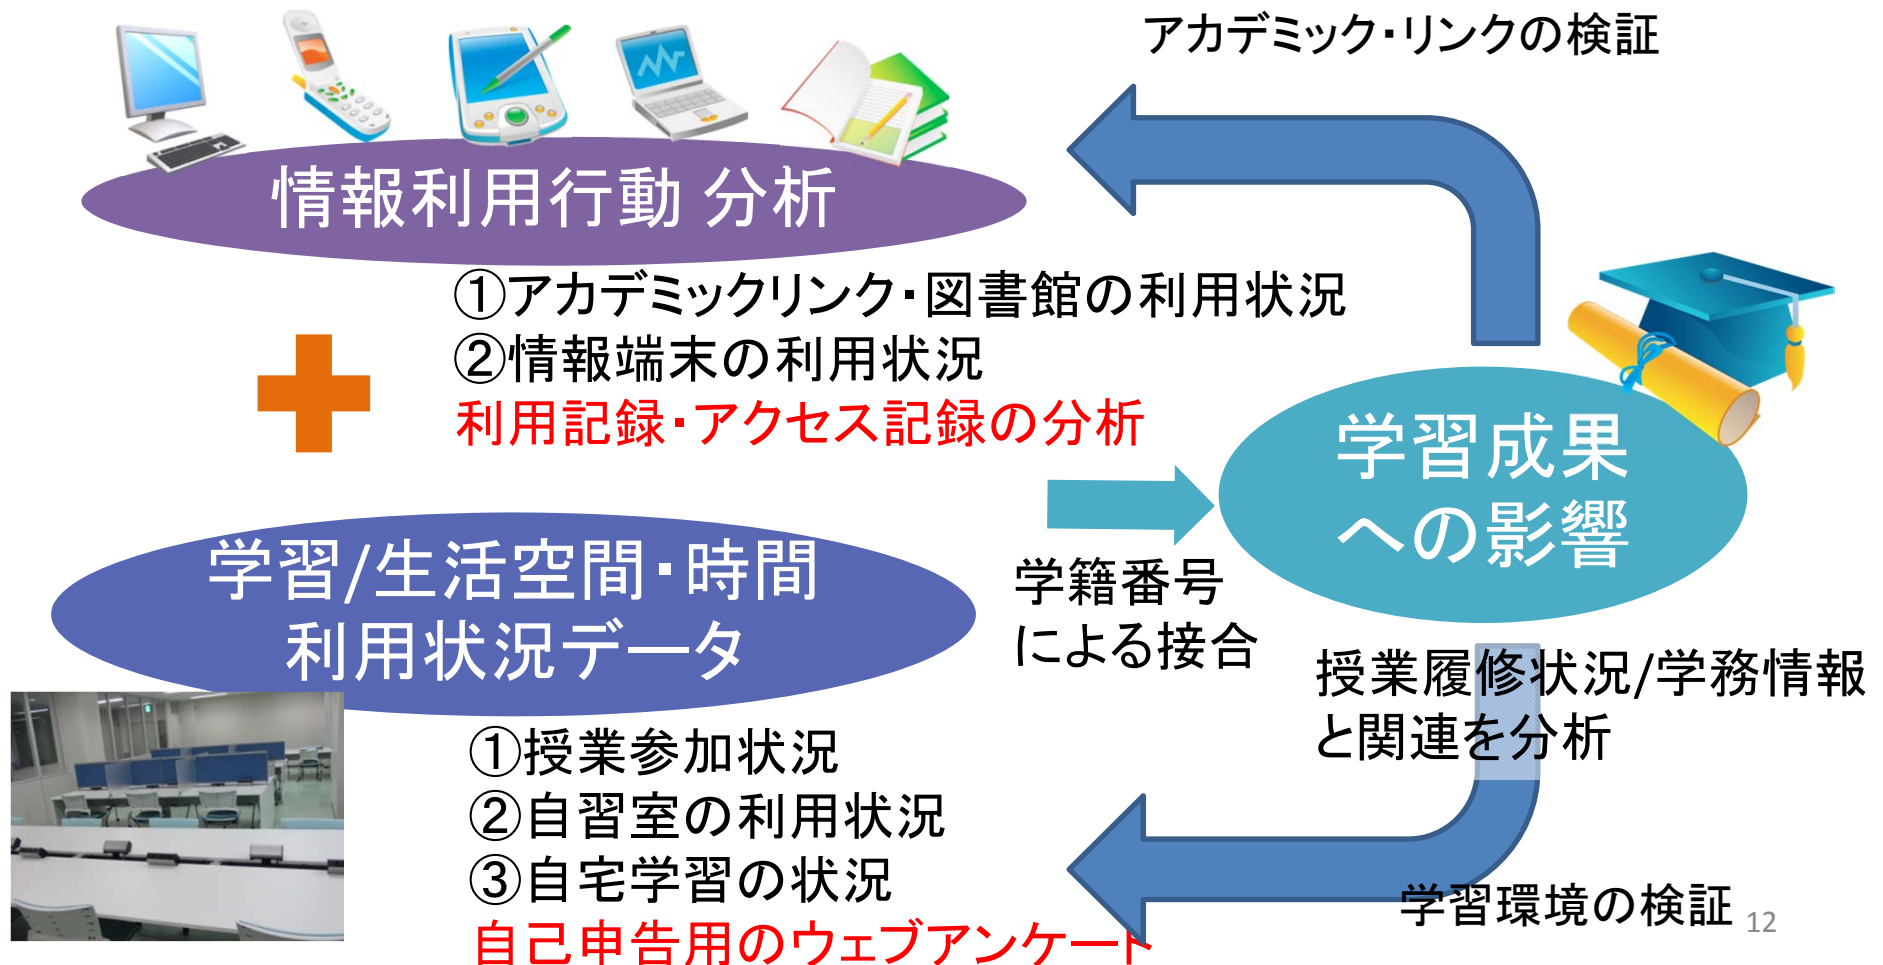 アカデミック・リンクの検証
情報利用行動 分析
①アカデミックリンク・図書館の利用状況
②情報端末の利用状況
利用記録・アクセス記録の分析
学習成果
への影響
学習/生活空間・時間
利用状況データ
学籍番号
による接合
授業履修状況/学務情報
と関連を分析
①授業参加状況
②自習室の利用状況
③自宅学習の状況
自己申告用のウェブアンケート
学習環境の検証
12